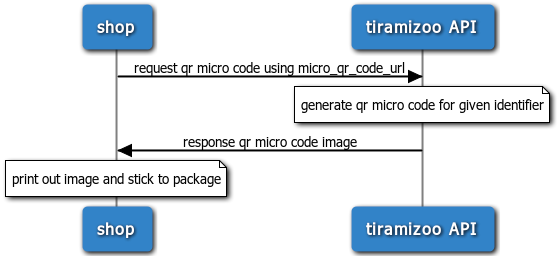 shop
tiramizoo API
request qr micro code using micro_qr_code_url
generate qr micro code for given identifier
response qr micro code image
print out image and stick to package
shop
tiramizoo API